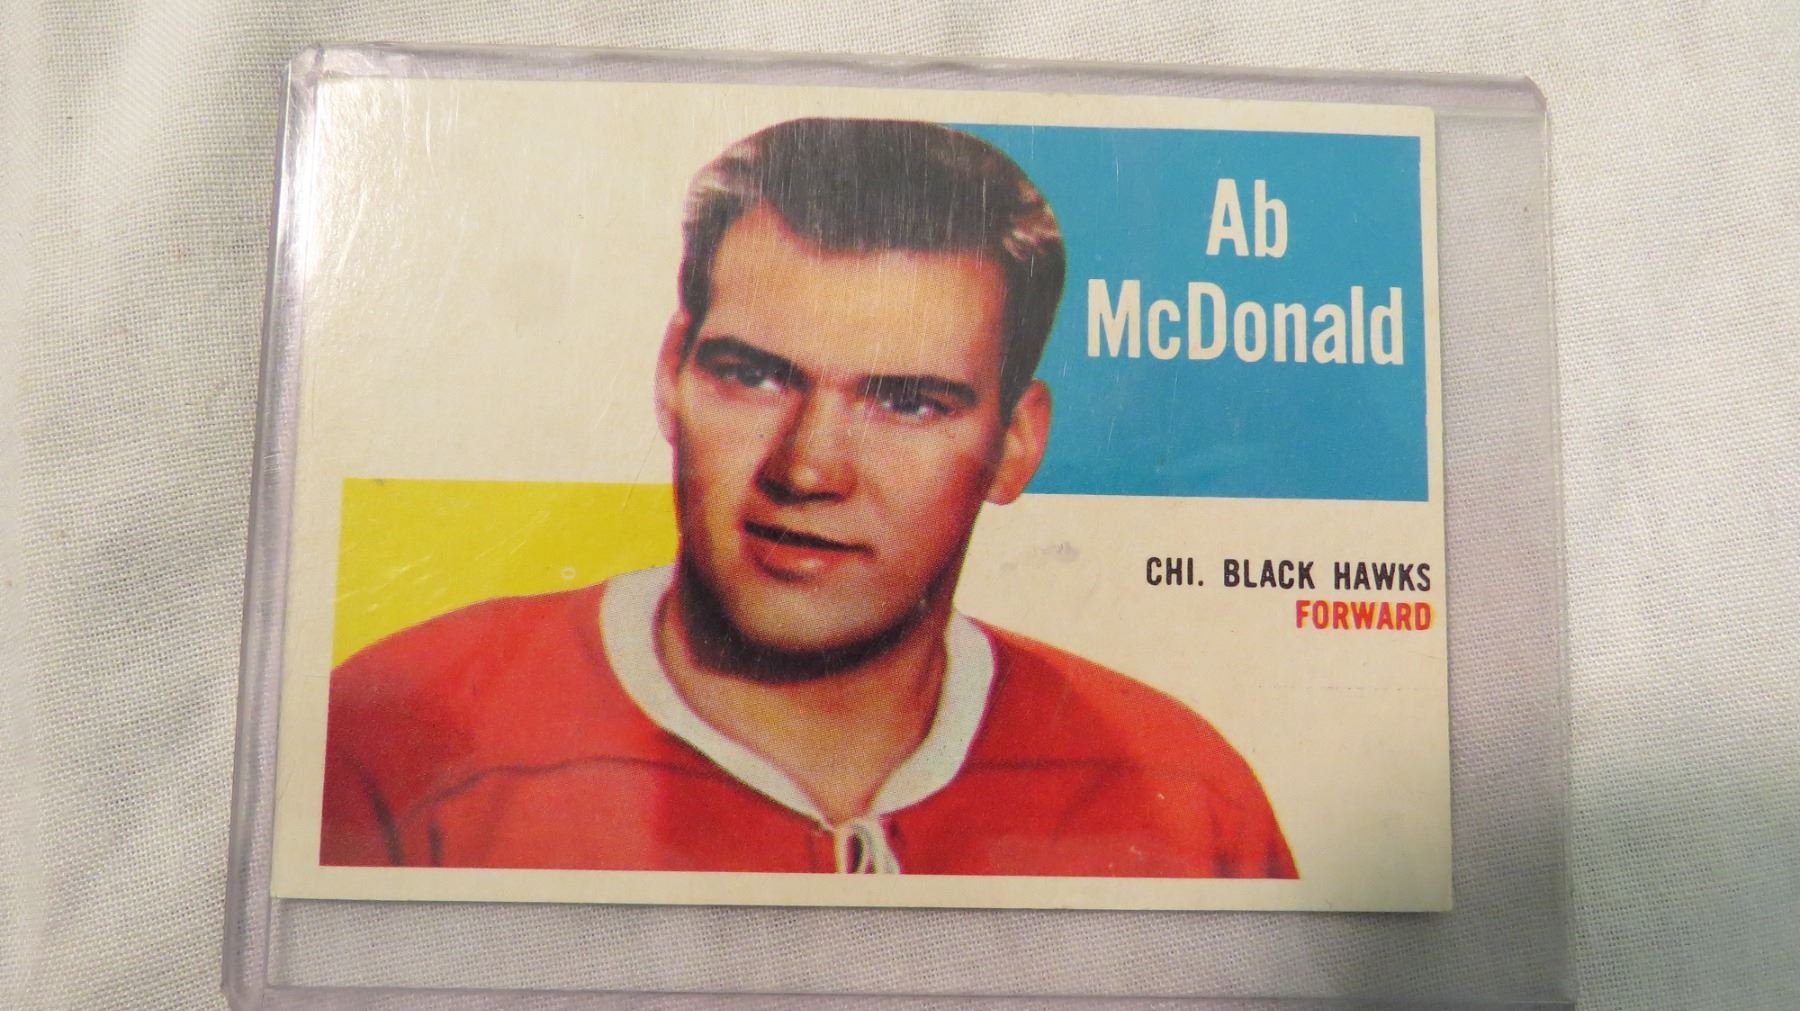 Ab
McDonald
CHI. BLACK HAWKS
FORWARD